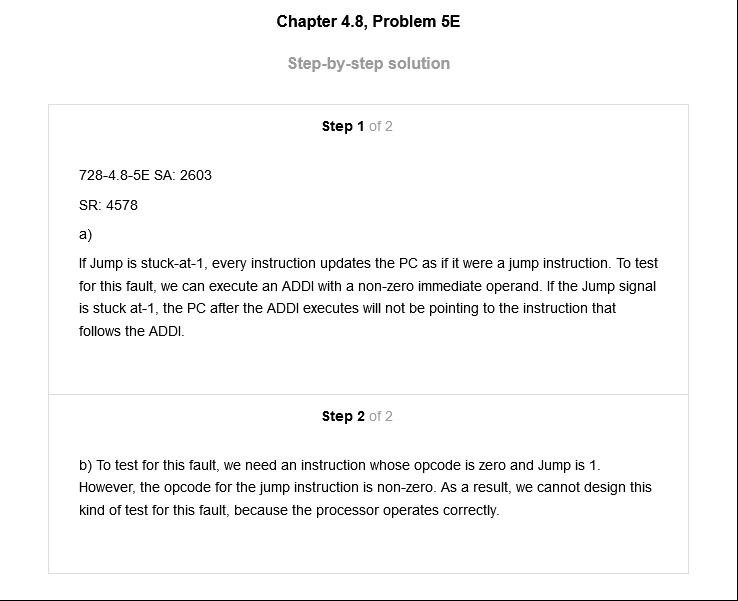 Chapter 4.8, Problem 5E
Step-by-step solution
Step 1 of 2
728-4.8-5E SA: 2603
SR: 4578
a)
If Jump is stuck-at-1, every instruction updates the PC as if it were a jump instruction. To test
for this fault, we can execute an ADDI with a non-zero immediate operand. If the Jump signal
is stuck at-1, the PC after the ADDI executes will not be pointing to the instruction that
follows the ADDI.
Step 2 of 2
b) To test for this fault, we need an instruction whose opcode is zero and Jump is 1.
However, the opcode for the jump instruction is non-zero. As a result, we cannot design this
kind of test for this fault, because the processor operates correctly.